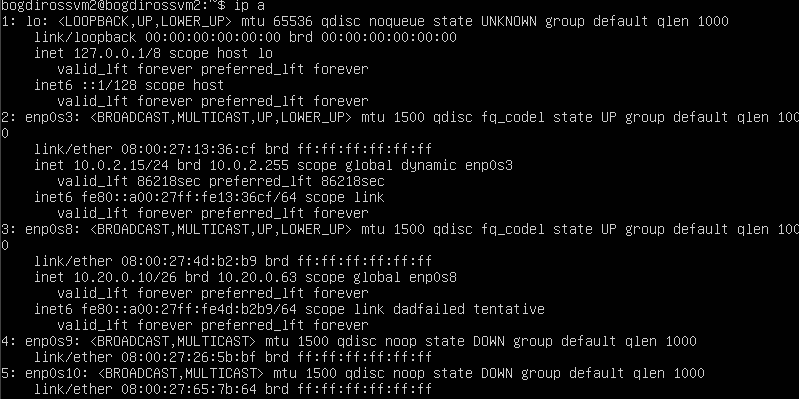 bogdirossvm2@bogdirossvm2:~$ ip a
1: lo: <LOOPBACK,UP,LOWER_UP> mtu 65536 qdisc noqueue state UNKNOWN group default qlen 1000
    link/loopback 00:00:00:00:00:00 brd 00:00:00:00:00:00
    inet 127.0.0.1/8 scope host lo
       valid_lft forever preferred_lft forever
    inet6 ::1/128 scope host
       valid_lft forever preferred_lft forever
2: enp0s3: <BROADCAST,MULTICAST,UP,LOWER_UP> mtu 1500 qdisc fq_codel state UP group default qlen 100
0
    link/ether 08:00:27:13:36:cf brd ff:ff:ff:ff:ff:ff
    inet 10.0.2.15/24 brd 10.0.2.255 scope global dynamic enp0s3
       valid_lft 86218sec preferred_lft 86218sec
    inet6 fe80::a00:27ff:fe13:36cf/64 scope link
       valid_lft forever preferred_lft forever
3: enp0s8: <BROADCAST,MULTICAST,UP,LOWER_UP> mtu 1500 qdisc fq_codel state UP group default qlen 100
0
    link/ether 08:00:27:4d:b2:b9 brd ff:ff:ff:ff:ff:ff
    inet 10.20.0.10/26 brd 10.20.0.63 scope global enp0s8
       valid_lft forever preferred_lft forever
    inet6 fe80::a00:27ff:fe4d:b2b9/64 scope link dadfailed tentative
       valid_lft forever preferred_lft forever
4: enp0s9: <BROADCAST,MULTICAST> mtu 1500 qdisc noop state DOWN group default qlen 1000
    link/ether 08:00:27:26:5b:bf brd ff:ff:ff:ff:ff:ff
5: enp0s10: <BROADCAST,MULTICAST> mtu 1500 qdisc noop state DOWN group default qlen 1000
    link/ether 08:00:27:65:7b:64 brd ff:ff:ff:ff:ff:ff